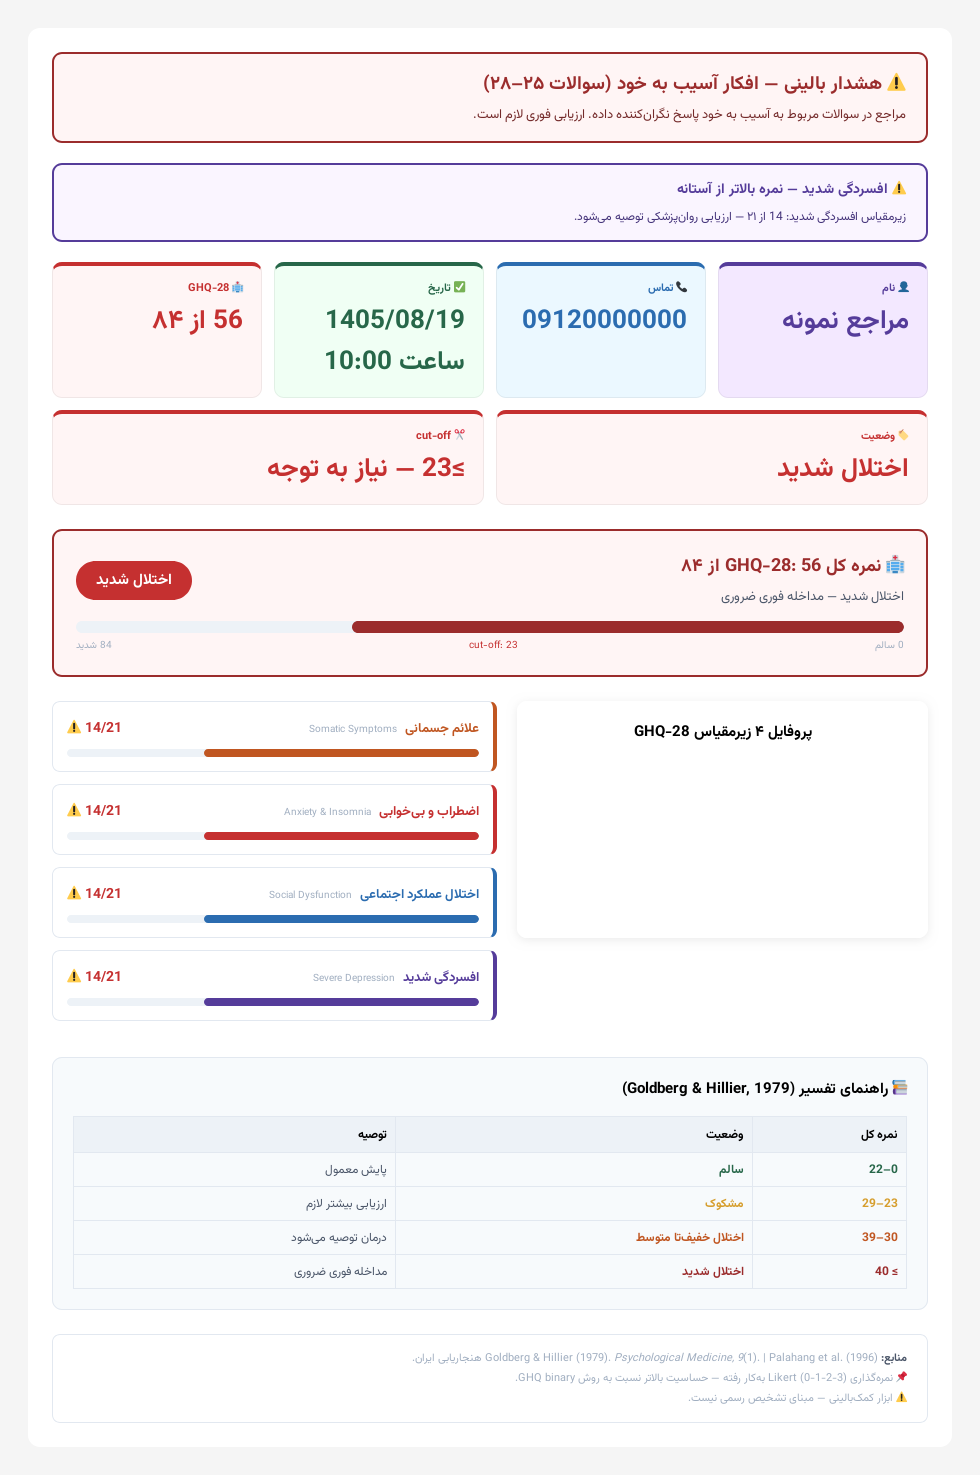 ⚠️ هشدار بالینی — افکار آسیب به خود (سوالات ۲۵–۲۸)
مراجع در سوالات مربوط به آسیب به خود پاسخ نگران‌کننده داده. ارزیابی فوری لازم است.
⚠️ افسردگی شدید — نمره بالاتر از آستانه
زیرمقیاس افسردگی شدید: 14 از ۲۱ — ارزیابی روان‌پزشکی توصیه می‌شود.
👤 نام
مراجع نمونه
📞 تماس
09120000000
✅ تاریخ
1405/08/19
ساعت 10:00
🏥 GHQ-28
56 از ۸۴
🏷️ وضعیت
اختلال شدید
✂️ cut-off
≥23 — نیاز به توجه
🏥 نمره کل GHQ-28: 56 از ۸۴
اختلال شدید — مداخله فوری ضروری
اختلال شدید
0 سالم
cut-off: 23
84 شدید
پروفایل ۴ زیرمقیاس GHQ-28
علائم جسمانی Somatic Symptoms
14/21 ⚠️
اضطراب و بی‌خوابی Anxiety & Insomnia
14/21 ⚠️
اختلال عملکرد اجتماعی Social Dysfunction
14/21 ⚠️
افسردگی شدید Severe Depression
14/21 ⚠️
📚 راهنمای تفسیر (Goldberg & Hillier, 1979)
نمره کل وضعیت توصیه
0–22 سالم پایش معمول
23–29 مشکوک ارزیابی بیشتر لازم
30–39 اختلال خفیف‌تا متوسط درمان توصیه می‌شود
≥ 40 اختلال شدید مداخله فوری ضروری
منابع: Goldberg & Hillier (1979). Psychological Medicine, 9(1). | Palahang et al. (1996) هنجاریابی ایران.
📌 نمره‌گذاری Likert (0-1-2-3) به‌کار رفته — حساسیت بالاتر نسبت به روش GHQ binary.
⚠️ ابزار کمک‌بالینی — مبنای تشخیص رسمی نیست.